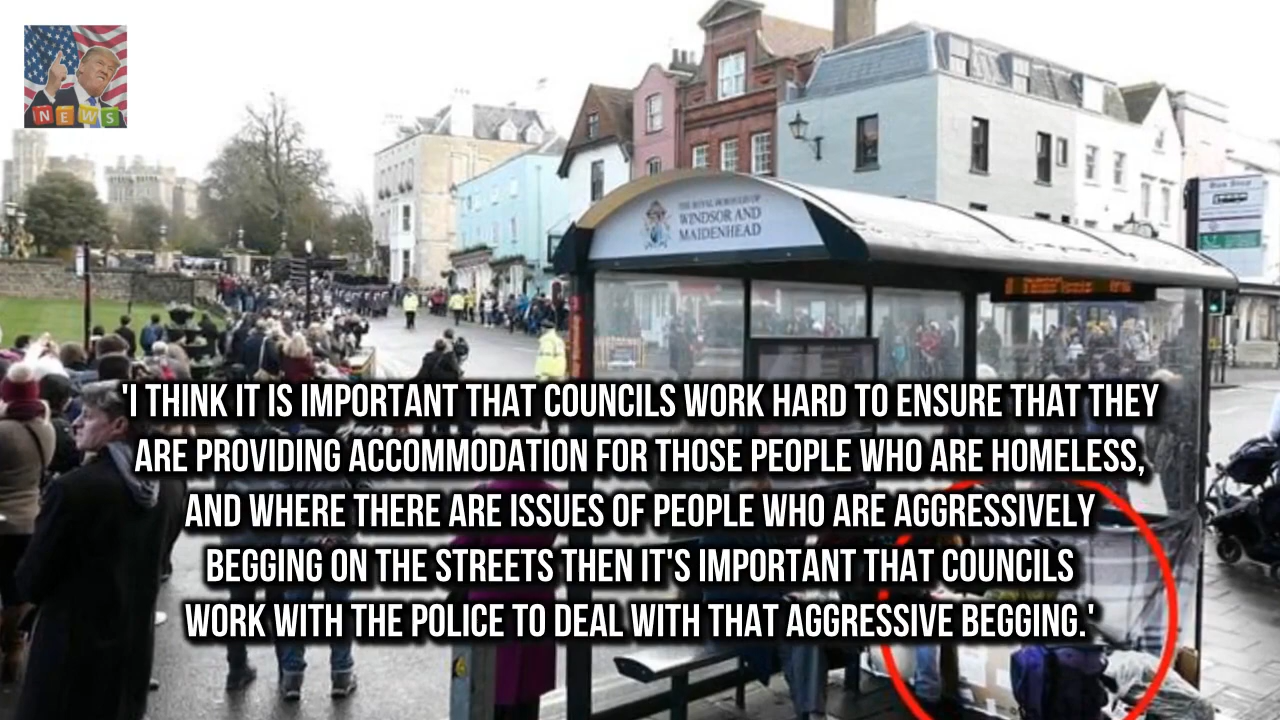 NEWS
THE ROYAL BOROUGH OF
WINDSOR AND
MAIDENHEAD
Bus Stop
'I THINK IT IS IMPORTANT THAT COUNCILS WORK HARD TO ENSURE THAT THEY
ARE PROVIDING ACCOMMODATION FOR THOSE PEOPLE WHO ARE HOMELESS,
AND WHERE THERE ARE ISSUES OF PEOPLE WHO ARE AGGRESSIVELY
BEGGING ON THE STREETS THEN IT'S IMPORTANT THAT COUNCILS
WORK WITH THE POLICE TO DEAL WITH THAT AGGRESSIVE BEGGING.'